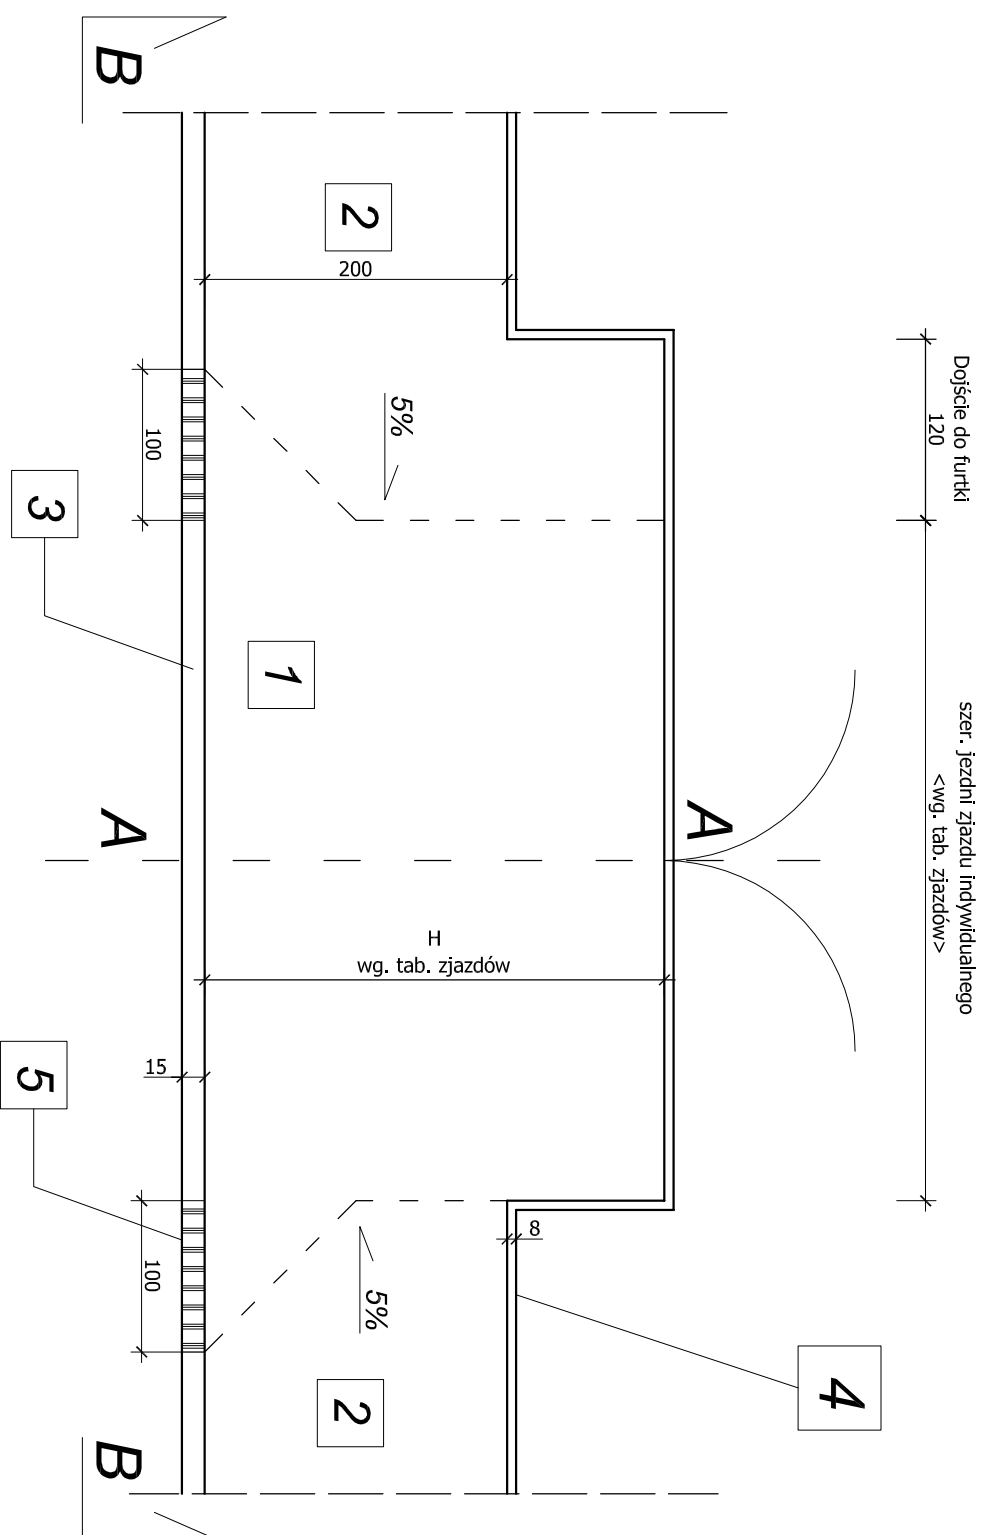 Dojście do furtki
120
szer. jezdni zjazdu indywidualnego
<wg. tab. zjazdów>
A
4
8
2
200
5%
H
wg. tab. zjazdów
5%
2
1
B
100
A
15
100
B
3
5